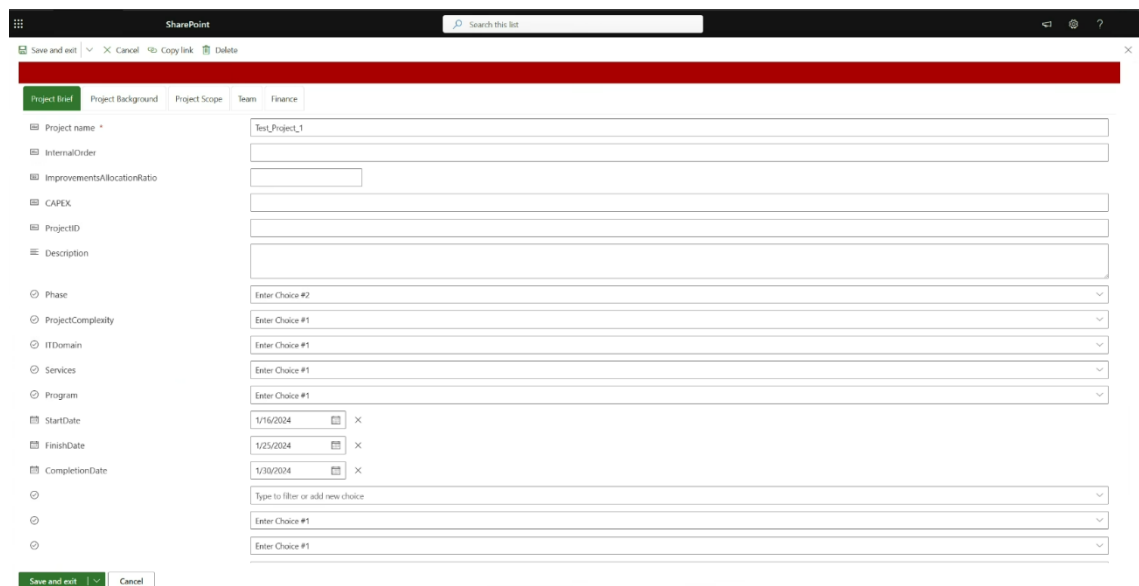 SharePoint Search this list ?
Save and exit Cancel Copy link Delete
Project Brief Project Background Project Scope Team Finance
Project name * Test_Project_1
InternalOrder
ImprovementsAllocationRatio
CAPEX
ProjectID
Description
Phase Enter Choice #2
ProjectComplexity Enter Choice #1
ITDomain Enter Choice #1
Services Enter Choice #1
Program Enter Choice #1
StartDate 1/16/2024
FinishDate 1/25/2024
CompletionDate 1/30/2024
Type to filter or add new choice
Enter Choice #1
Enter Choice #1
Save and exit Cancel